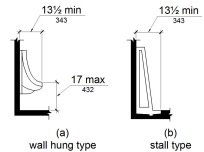 13½ min
343
13½ min
343
17 max
432
(a)
wall hung type
(b)
stall type